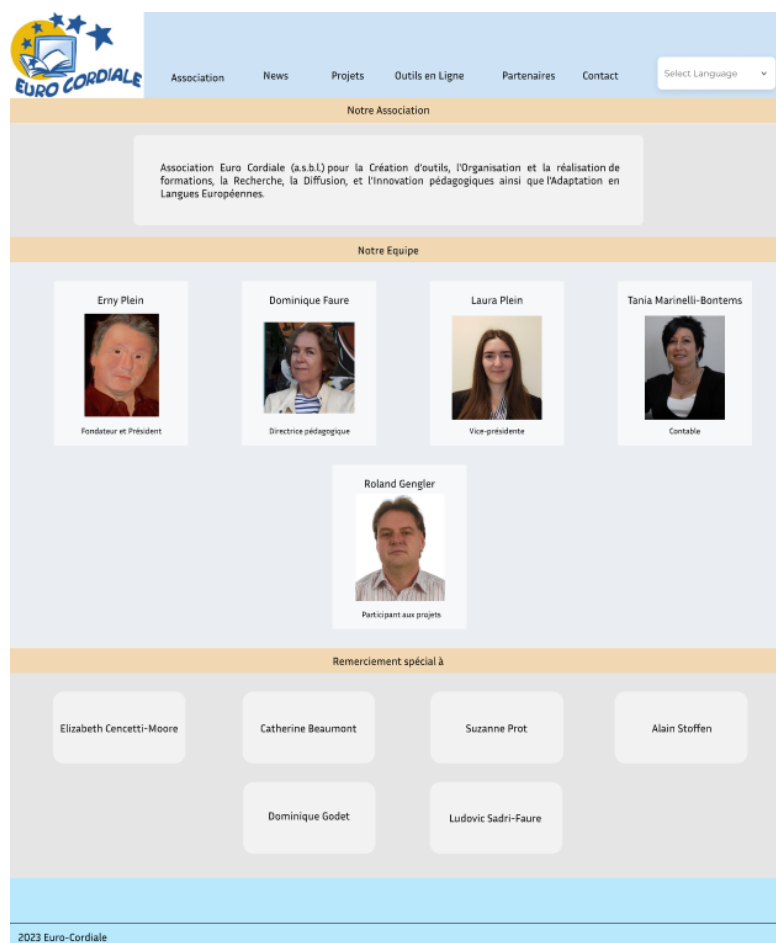 EURO CORDIALE
Association News Projets Outils en Ligne Partenaires Contact Select Language
Notre Association
Association Euro Cordiale (a.s.b.l.) pour la Création d'outils, l'Organisation et la réalisation de
formations, la Recherche, la Diffusion, et l'Innovation pédagogiques ainsi que l'Adaptation en
Langues Européennes.
Notre Equipe
Erny Plein
Fondateur et Président
Dominique Faure
Directrice pédagogique
Laura Plein
Vice-présidente
Tania Marinelli-Bontems
Contable
Roland Gengler
Participant aux projets
Remerciement spécial à
Elizabeth Cencetti-Moore
Catherine Beaumont
Suzanne Prot
Alain Stoffen
Dominique Godet
Ludovic Sadri-Faure
2023 Euro-Cordiale